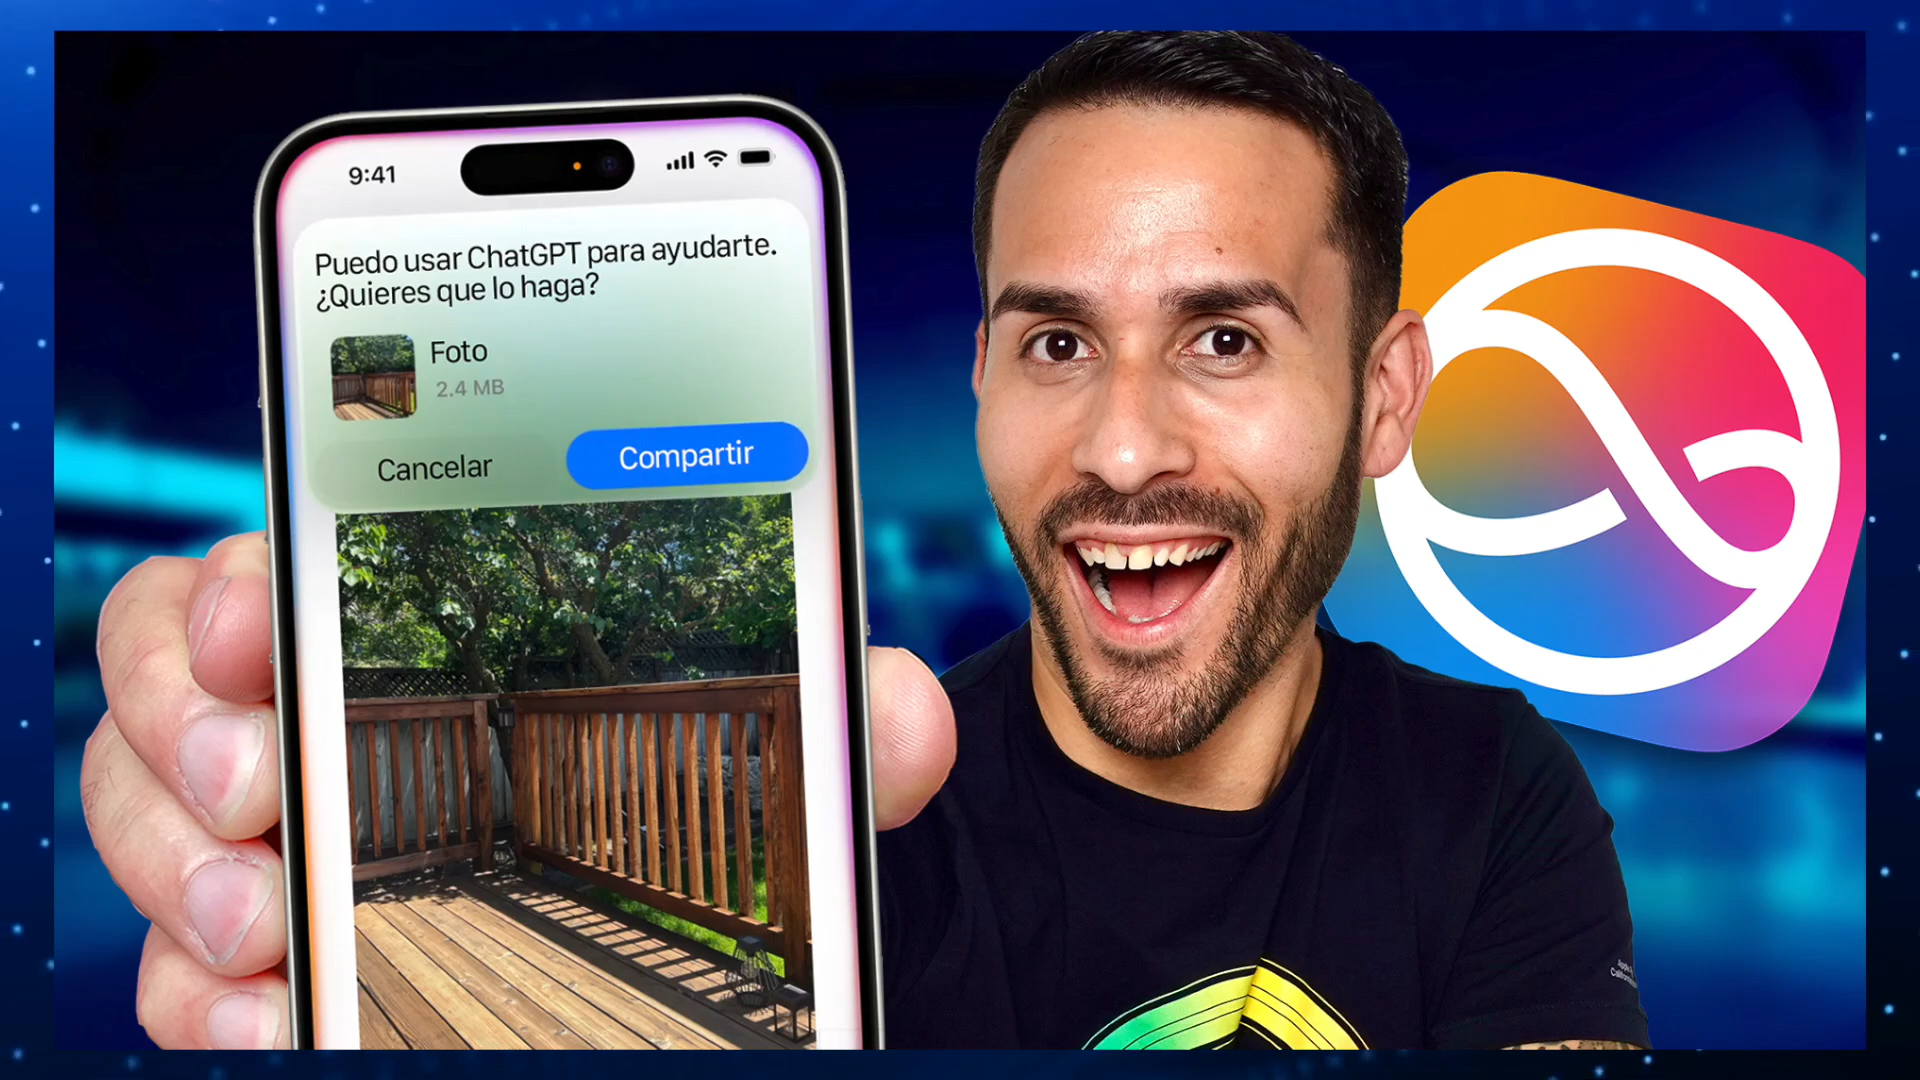 9:41
Puedo usar ChatGPT para ayudarte.
¿Quieres que lo haga?
Foto
2.4 MB
Cancelar
Compartir